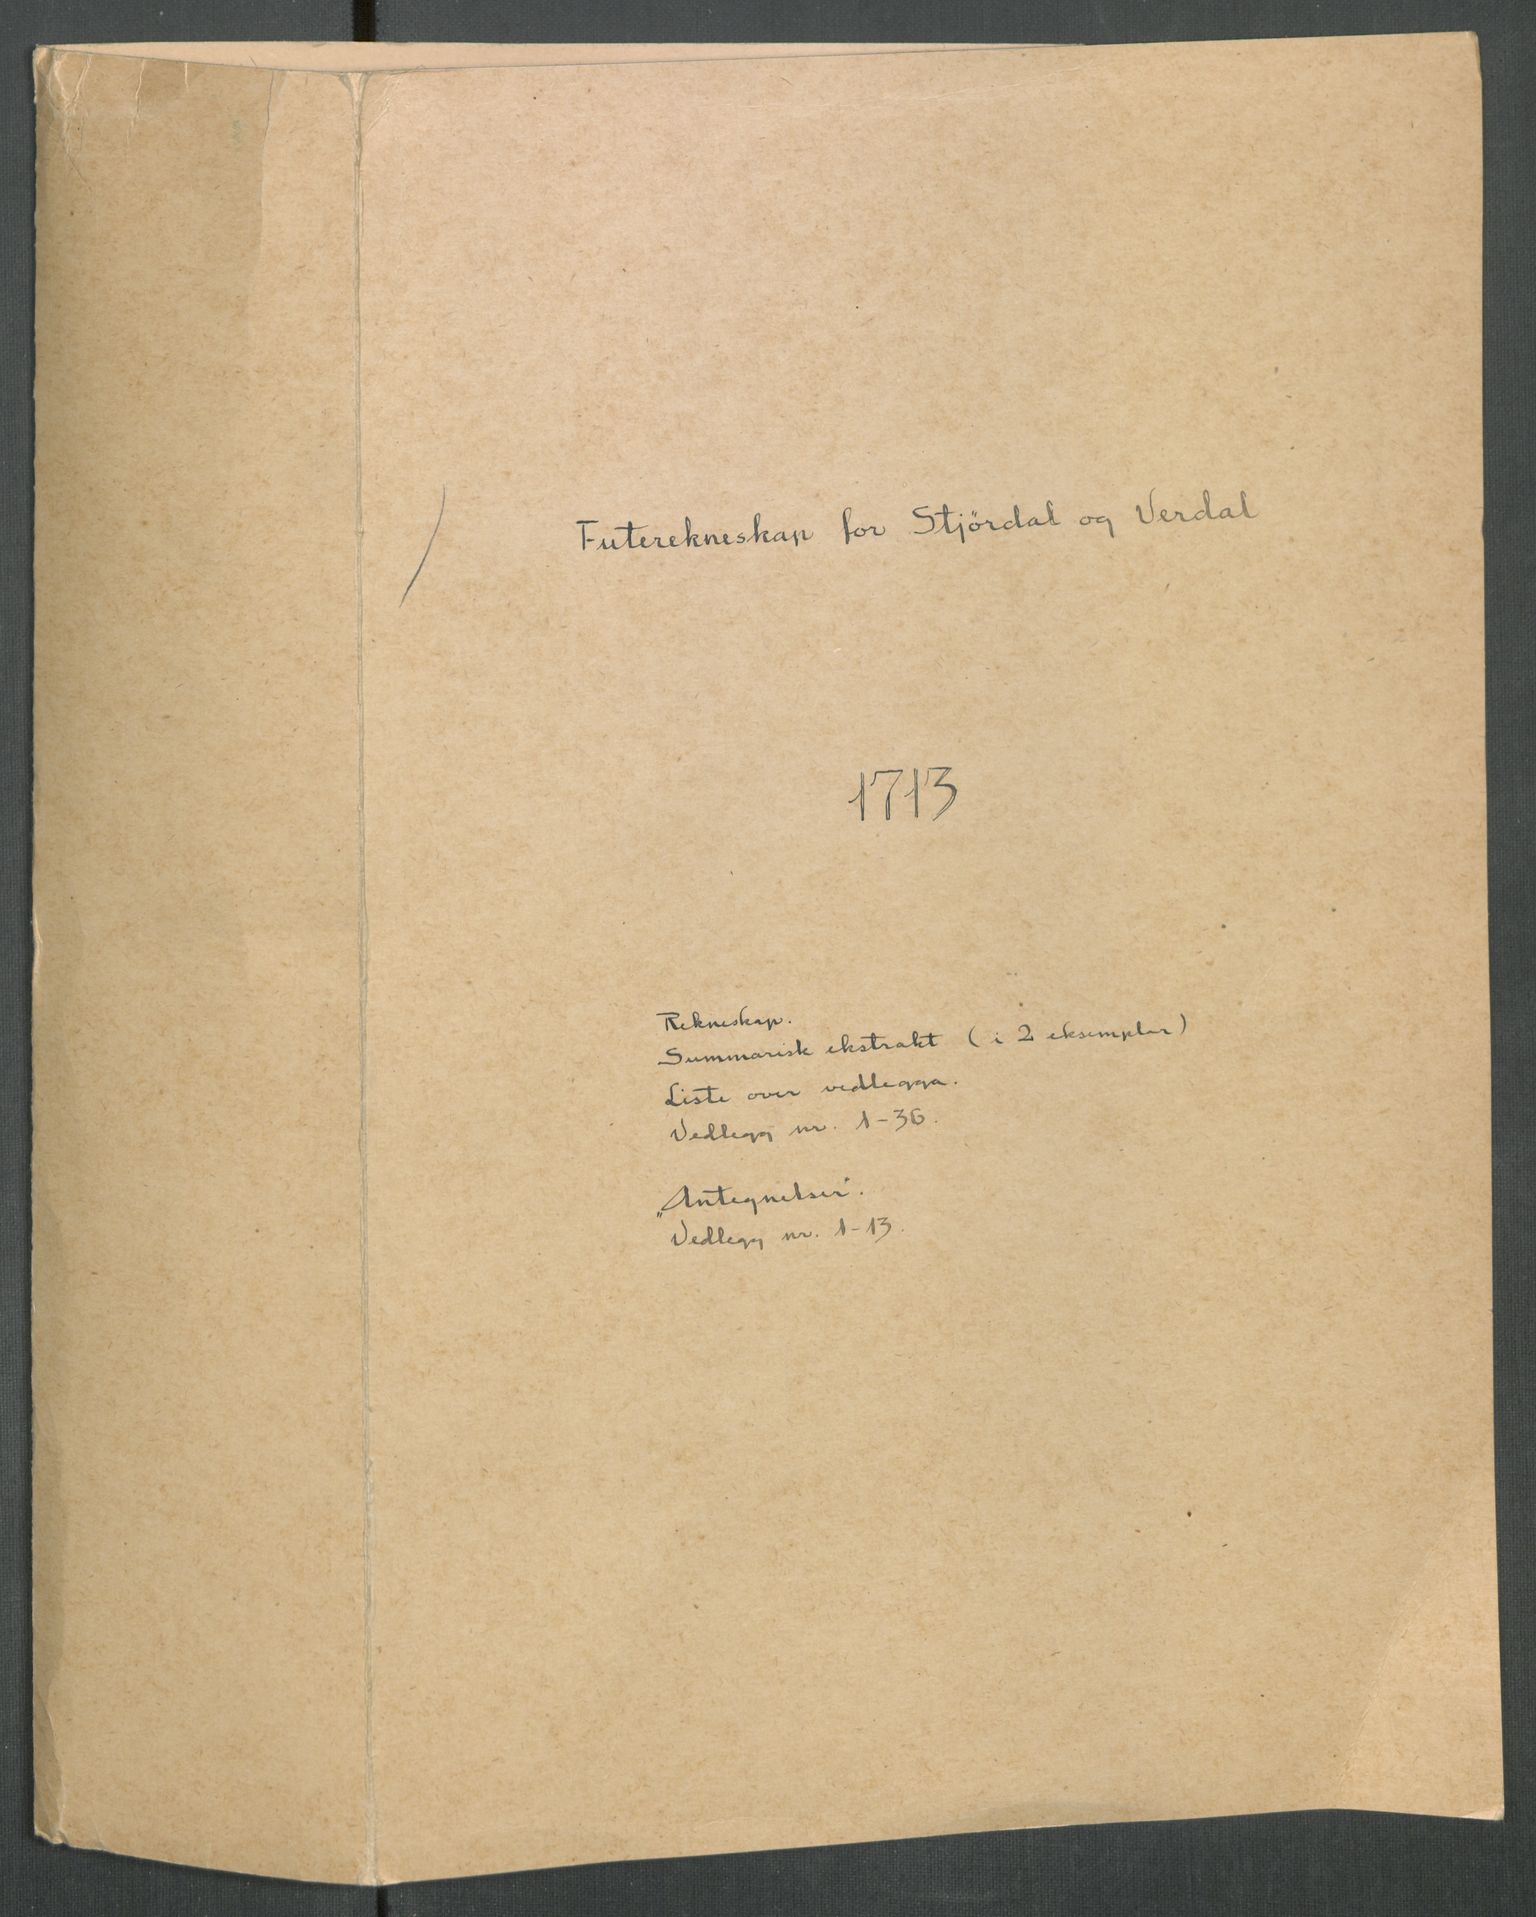 Futerekneskap for Stjördal og Verdal
1713
Rekneskap.
Summarisk ekstrakt (i 2 eksemplar)
Liste over vedlegga.
Vedlegg nr. 1-36.
„Antegnelser".
Vedlegg nr. 1-13.